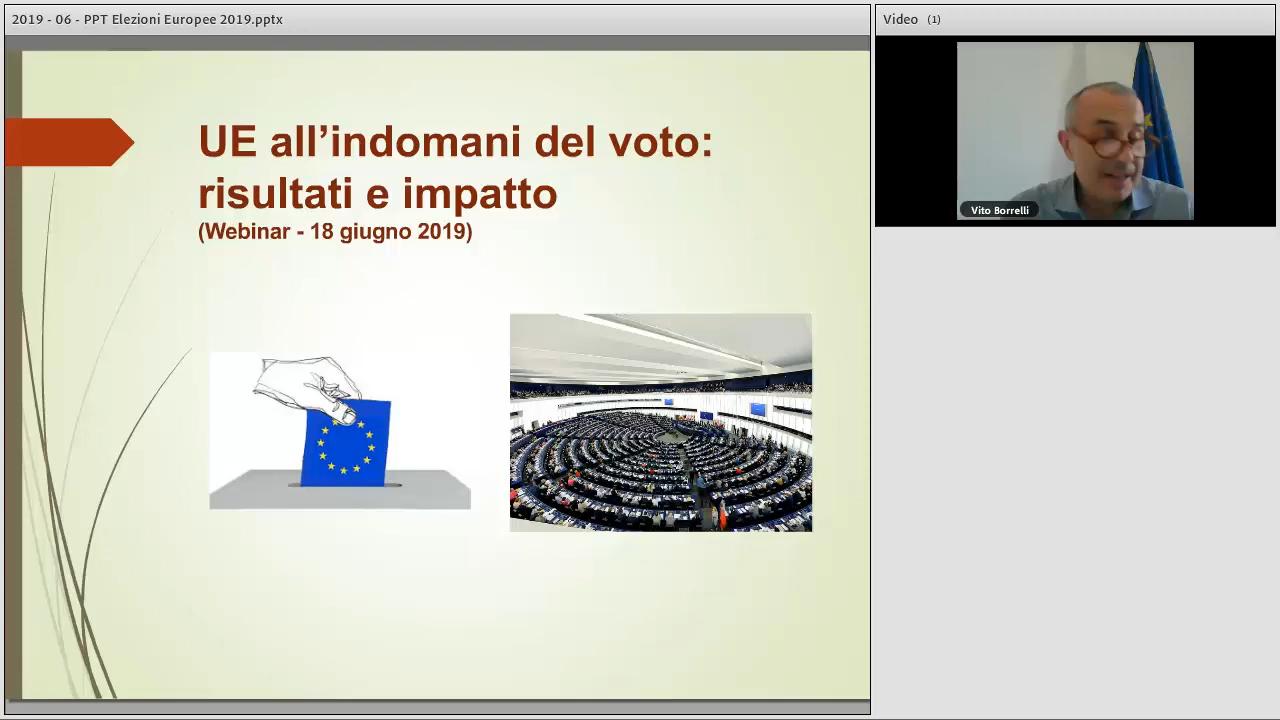 2019 - 06 - PPT Elezioni Europee 2019.pptx
Video (1)
UE all’indomani del voto:
risultati e impatto
(Webinar - 18 giugno 2019)
Vito Borrelli